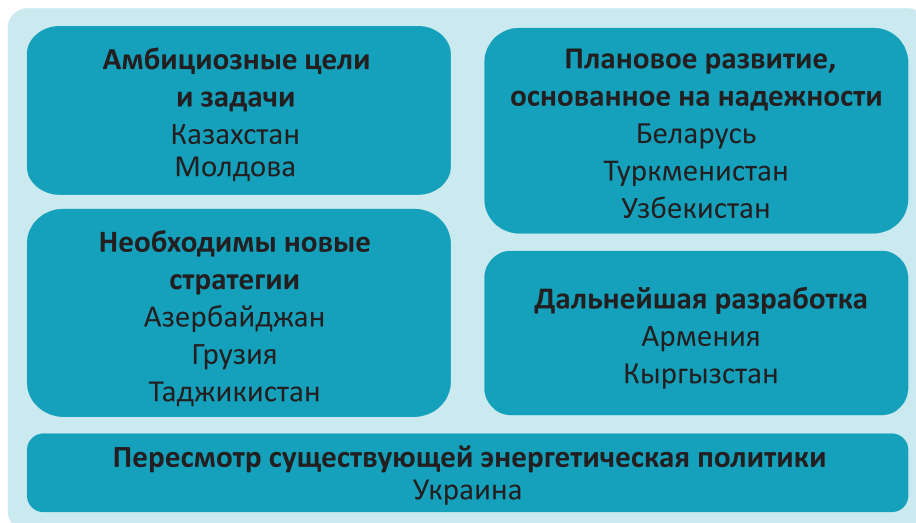 Амбициозные цели
и задачи
Казахстан
Молдова
Плановое развитие,
основанное на надежности
Беларусь
Туркменистан
Узбекистан
Необходимы новые
стратегии
Азербайджан
Грузия
Таджикистан
Дальнейшая разработка
Армения
Кыргызстан
Пересмотр существующей энергетическая политики
Украина